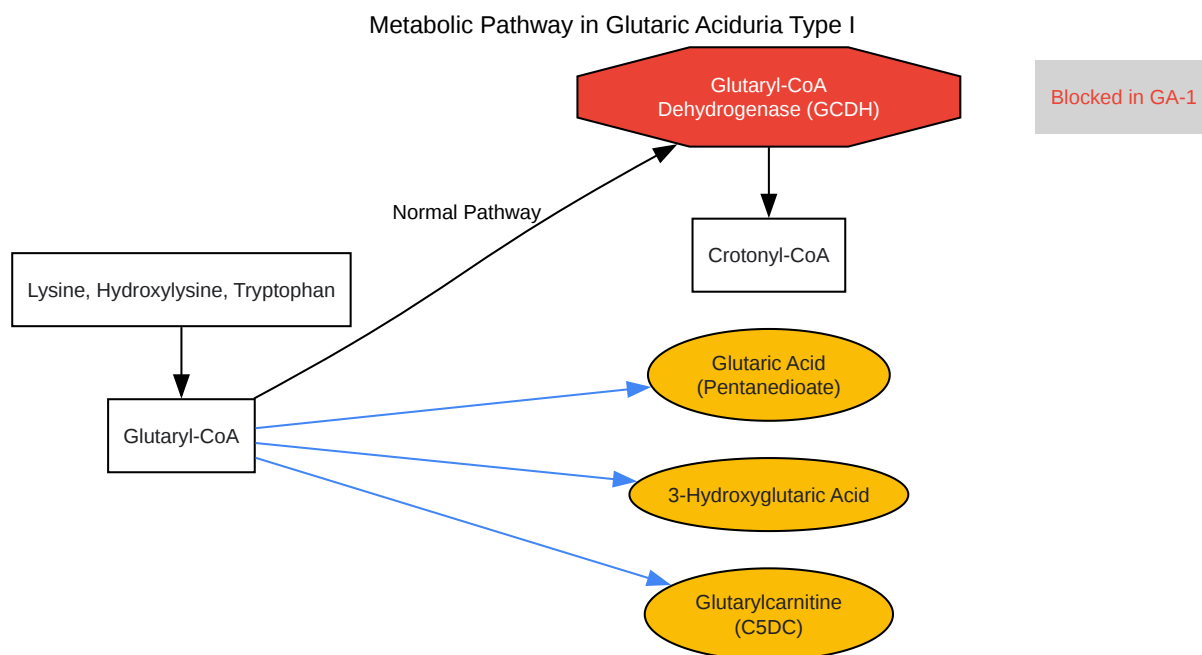 Metabolic Pathway in Glutaric Aciduria Type I
Glutaryl-CoA
Dehydrogenase (GCDH)
Blocked in GA-1
Normal Pathway
Crotonyl-CoA
Lysine, Hydroxylysine, Tryptophan
Glutaric Acid
(Pentanedioate)
Glutaryl-CoA
3-Hydroxyglutaric Acid
Glutarylcarnitine
(C5DC)